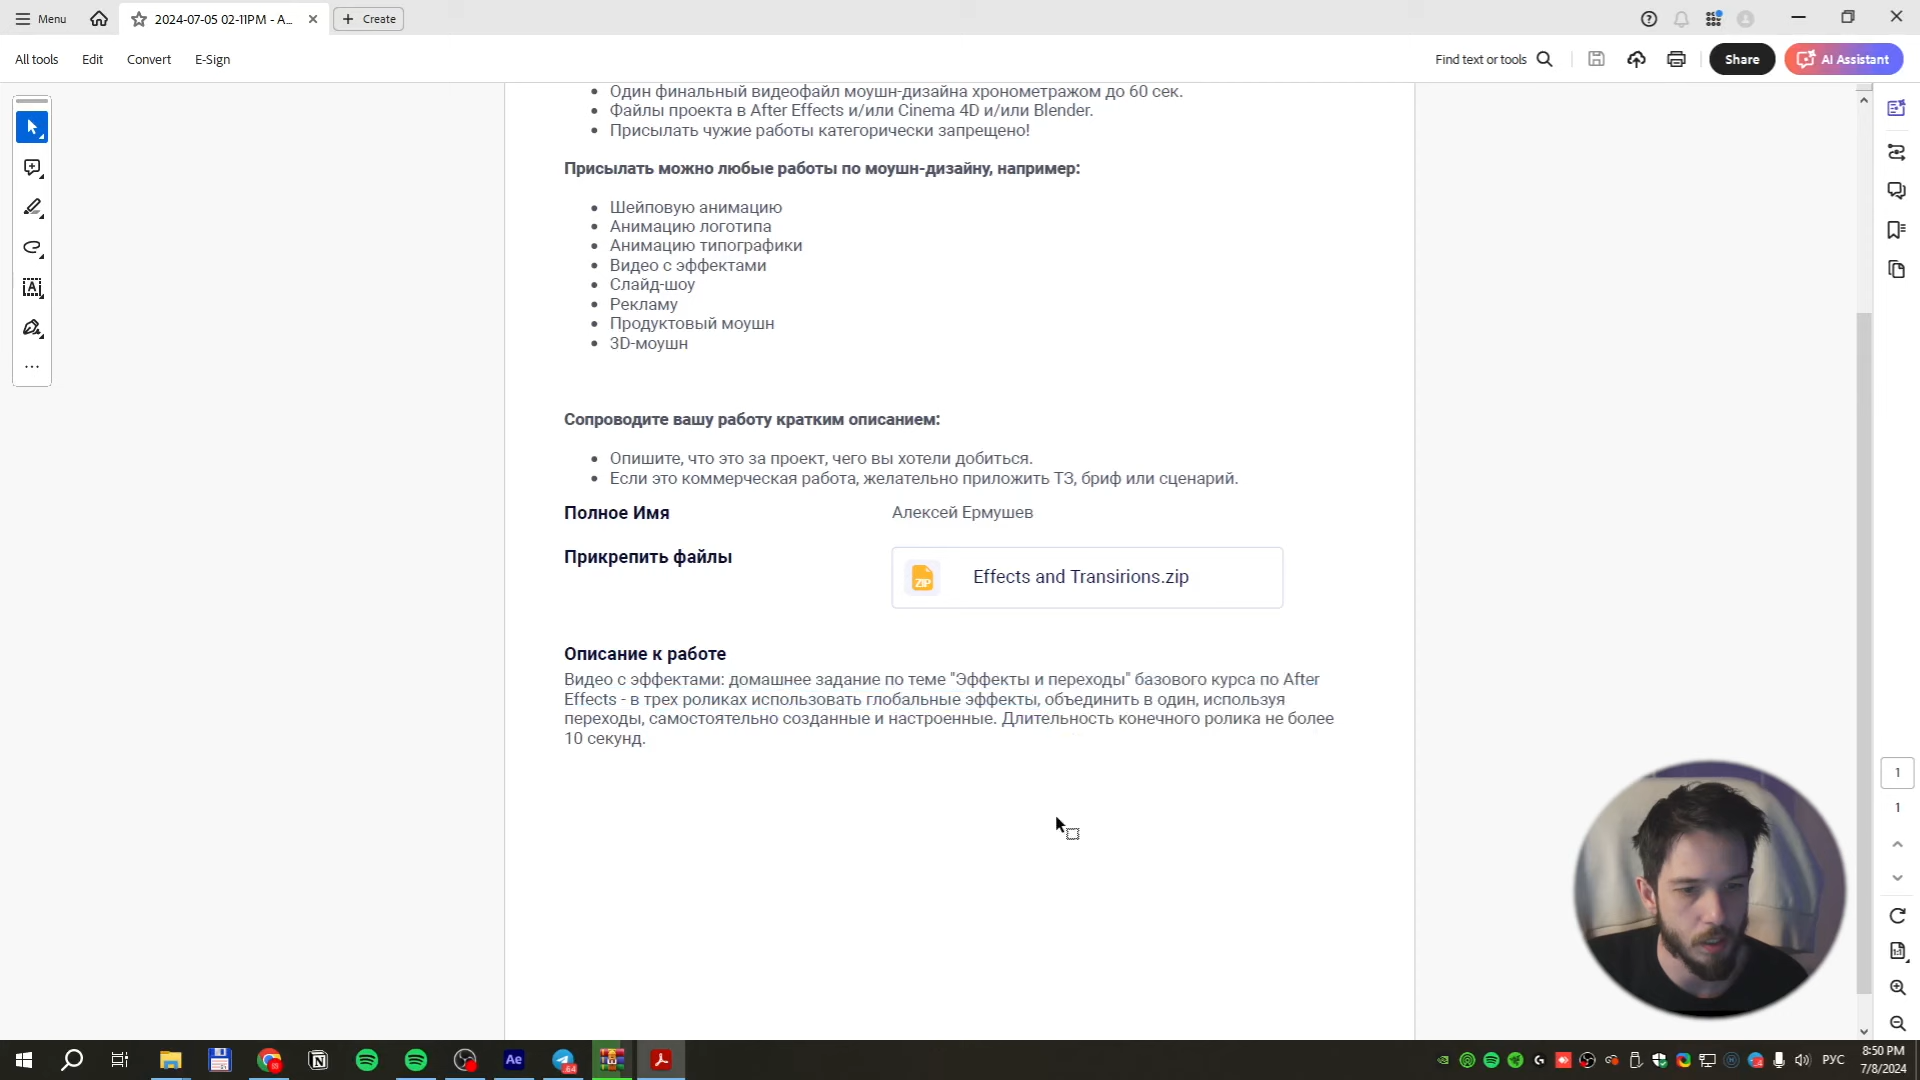 Menu
2024-07-05 02-11PM - A...
Create
All tools
Edit
Convert
E-Sign
Find text or tools
Share
AI Assistant
Один финальный видеофайл моушн-дизайна хронометражом до 60 сек.
Файлы проекта в After Effects и/или Cinema 4D и/или Blender.
Присылать чужие работы категорически запрещено!
Присылать можно любые работы по моушн-дизайну, например:
Шейповую анимацию
Анимацию логотипа
Анимацию типографики
Видео с эффектами
Слайд-шоу
Рекламу
Продуктовый моушн
3D-моушн
Сопроводите вашу работу кратким описанием:
Опишите, что это за проект, чего вы хотели добиться.
Если это коммерческая работа, желательно приложить ТЗ, бриф или сценарий.
Полное Имя
Алексей Ермушев
Прикрепить файлы
ZIP
Effects and Transirions.zip
Описание к работе
Видео с эффектами: домашнее задание по теме "Эффекты и переходы" базового курса по After
Effects - в трех роликах использовать глобальные эффекты, объединить в один, используя
переходы, самостоятельно созданные и настроенные. Длительность конечного ролика не более
10 секунд.
1
1
Ae
64
РУС
8:50 PM
7/8/2024